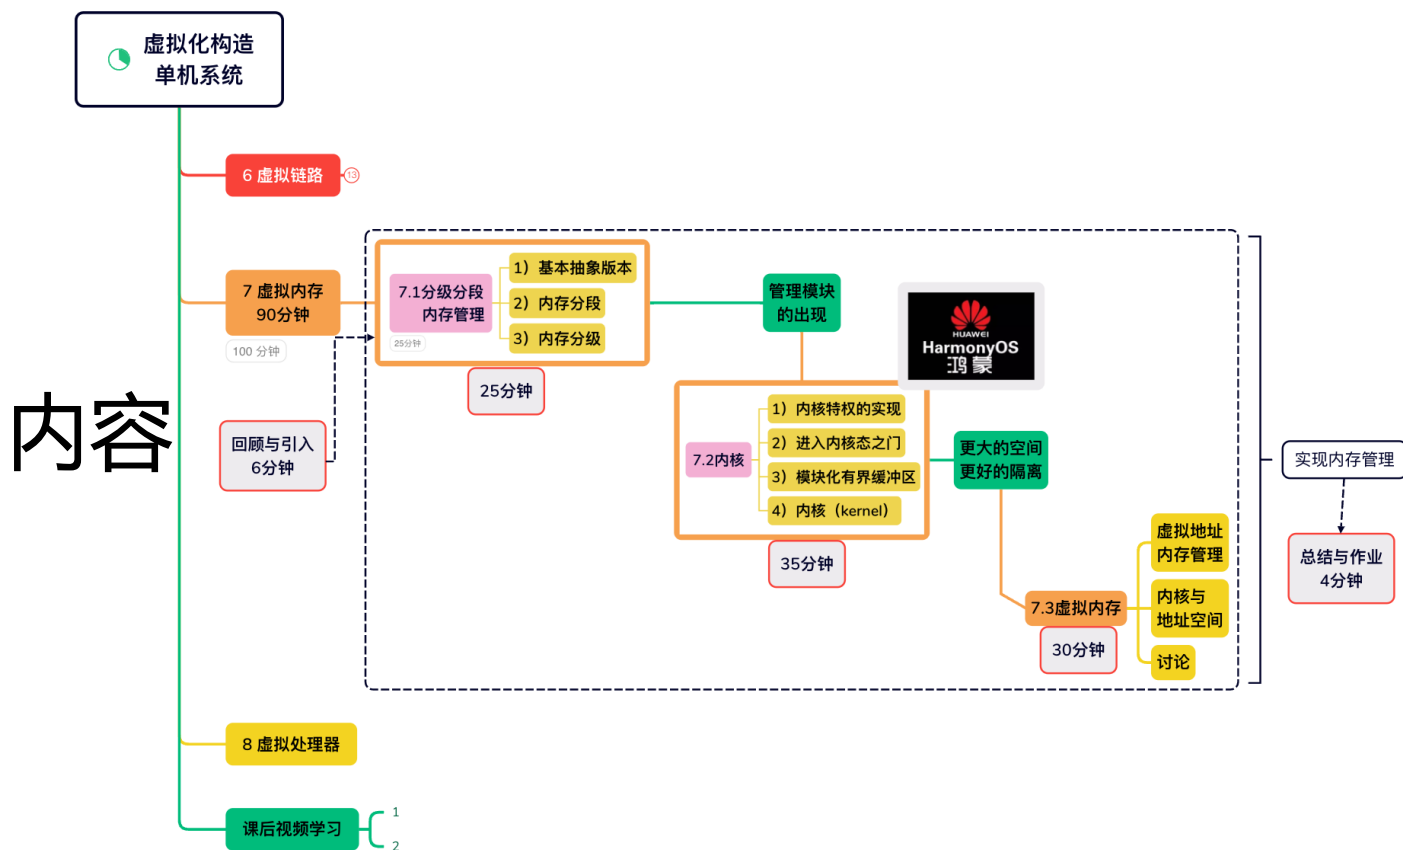 内容
虚拟化构造
单机系统
6 虚拟链路
13
7 虚拟内存
90分钟
100 分钟
回顾与引入
6分钟
7.1分级分段
内存管理
25分钟
1）基本抽象版本
2）内存分段
3）内存分级
25分钟
管理模块
的出现
HUAWEI
HarmonyOS
鸿蒙
7.2内核
1）内核特权的实现
2）进入内核态之门
3）模块化有界缓冲区
4）内核（kernel）
35分钟
更大的空间
更好的隔离
7.3虚拟内存
30分钟
虚拟地址
内存管理
内核与
地址空间
讨论
实现内存管理
总结与作业
4分钟
8 虚拟处理器
课后视频学习
1
2